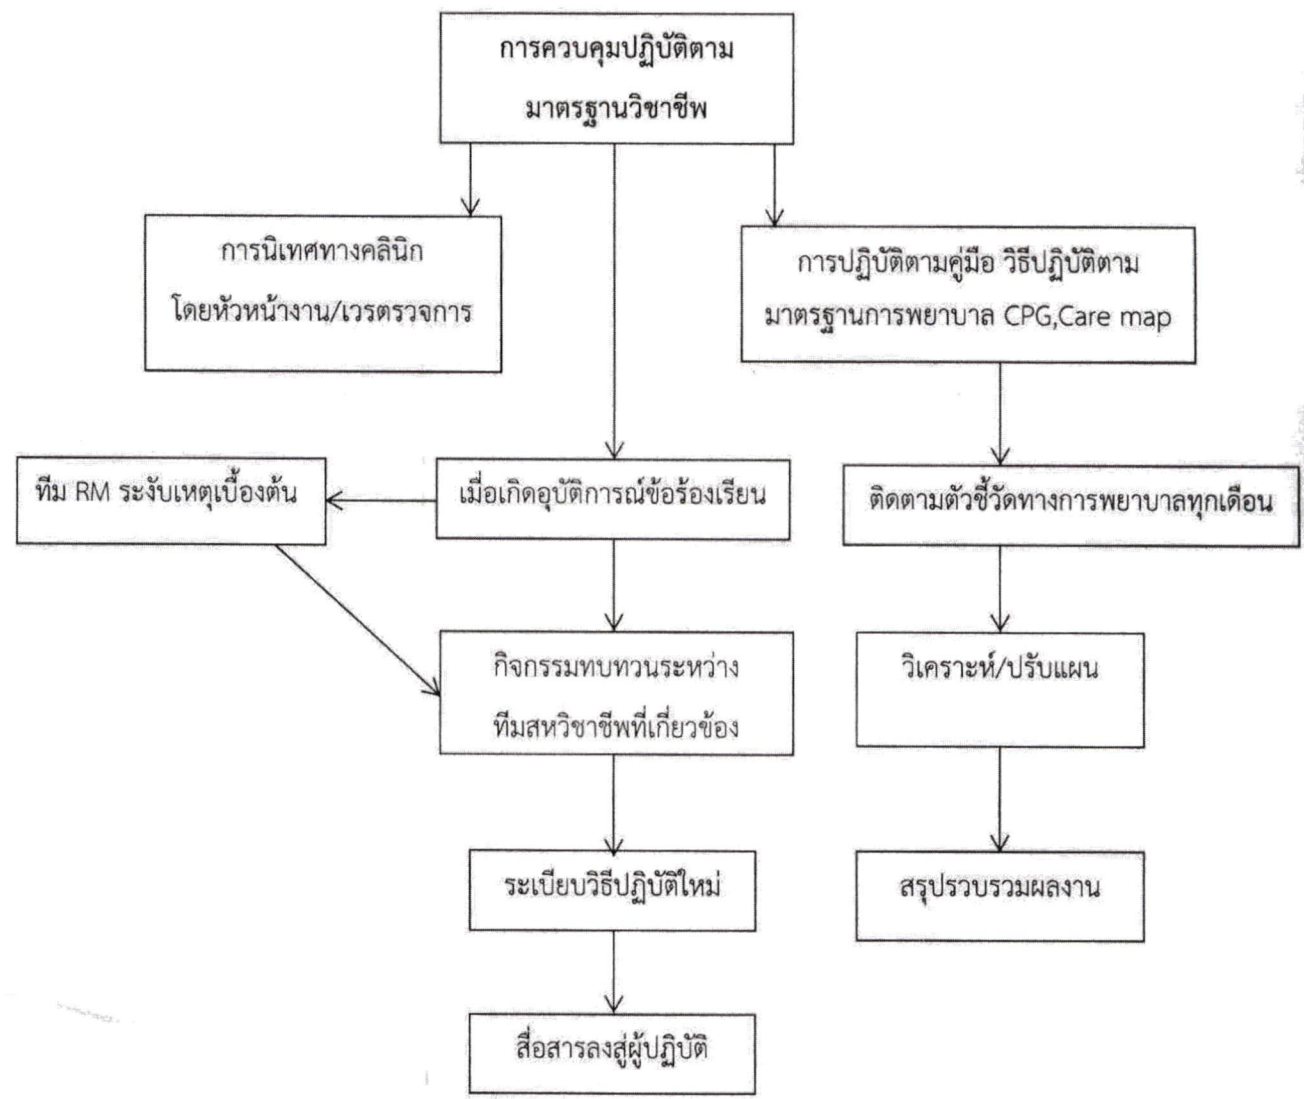 การควบคุมปฏิบัติตาม
มาตรฐานวิชาชีพ
การนิเทศทางคลินิก
โดยหัวหน้างาน/เวรตรวจการ
การปฏิบัติตามคู่มือ วิธีปฏิบัติตาม
มาตรฐานการพยาบาล CPG,Care map
ทีม RM ระงับเหตุเบื้องต้น
เมื่อเกิดอุบัติการณ์ข้อร้องเรียน
ติดตามตัวชี้วัดทางการพยาบาลทุกเดือน
กิจกรรมทบทวนระหว่าง
ทีมสหวิชาชีพที่เกี่ยวข้อง
วิเคราะห์/ปรับแผน
ระเบียบวิธีปฏิบัติใหม่
สรุปรวบรวมผลงาน
สื่อสารลงสู่ผู้ปฏิบัติ